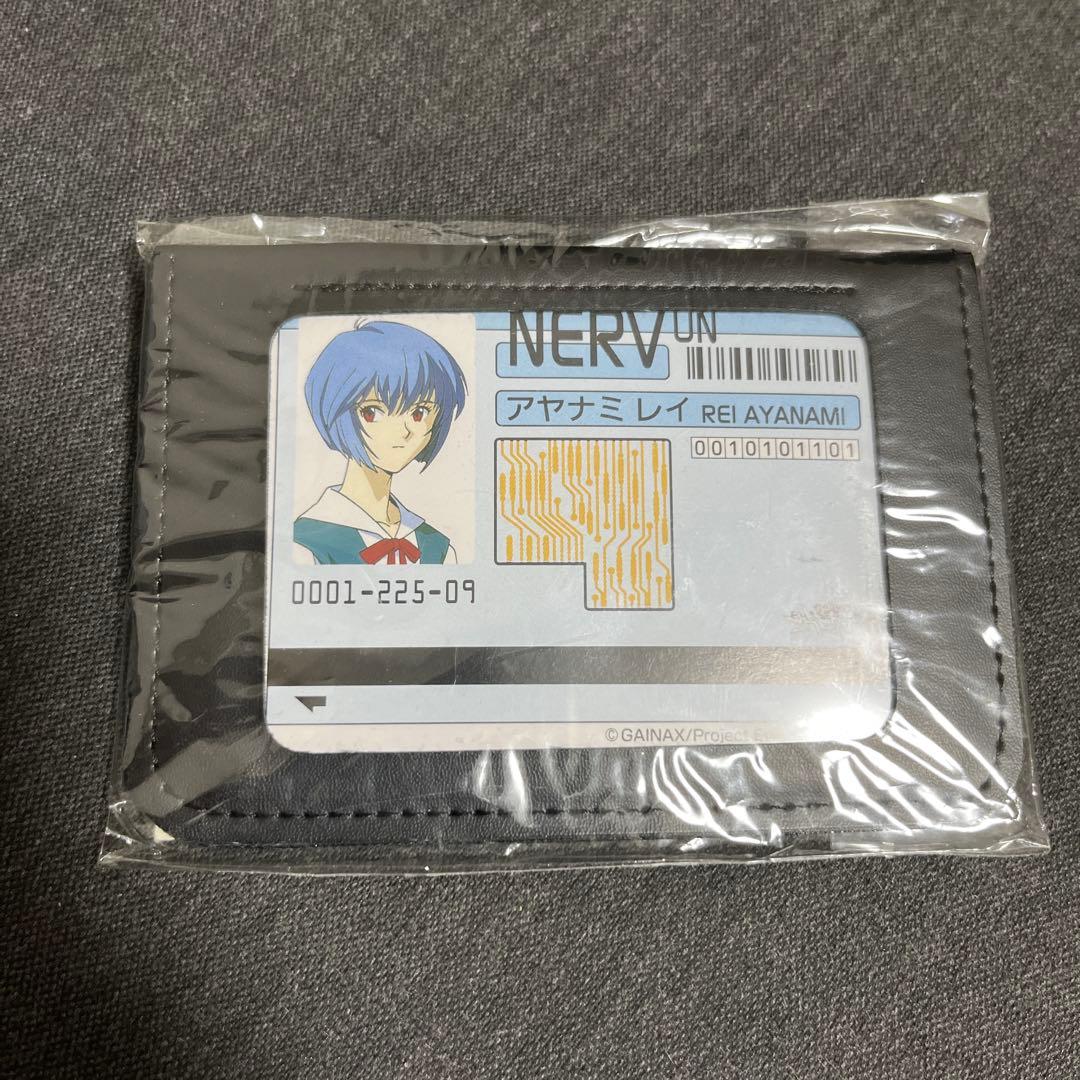 NERV UN
アヤナミ レイ REI AYANAMI
0010101101
0001-225-09
©GAINAX/Project